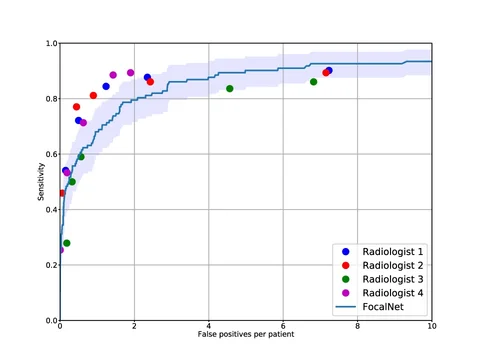 1.0
0.8
0.6
0.4
0.2
0.0
Sensitivity
0 2 4 6 8 10
False positives per patient
Radiologist 1
Radiologist 2
Radiologist 3
Radiologist 4
FocalNet